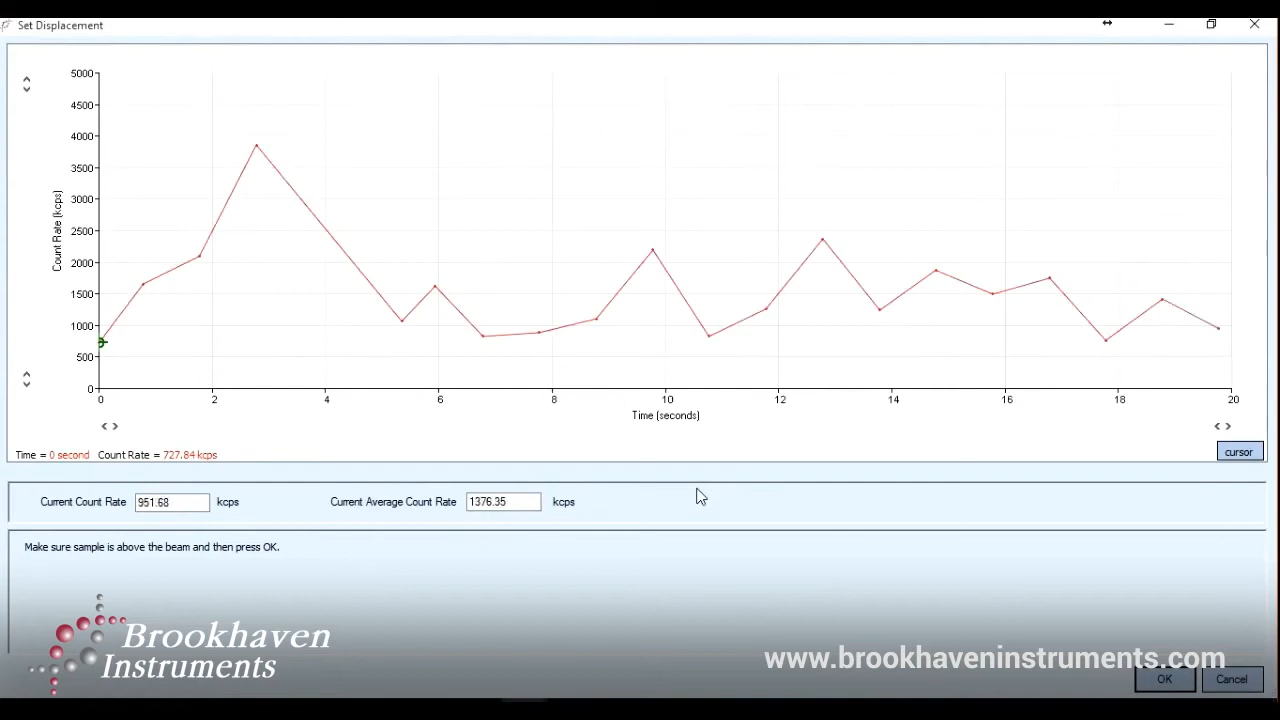 Set Displacement
5000
4500
4000
3500
3000
2500
2000
1500
1000
500
0
Count Rate (kcps)
0 2 4 6 8 10 12 14 16 18 20
Time (seconds)
Time = 0 second Count Rate = 727.84 kcps
cursor
Current Count Rate 951.68 kcps Current Average Count Rate 1376.35 kcps
Make sure sample is above the beam and then press OK.
Brookhaven
Instruments
www.brookhaveninstruments.com
OK Cancel